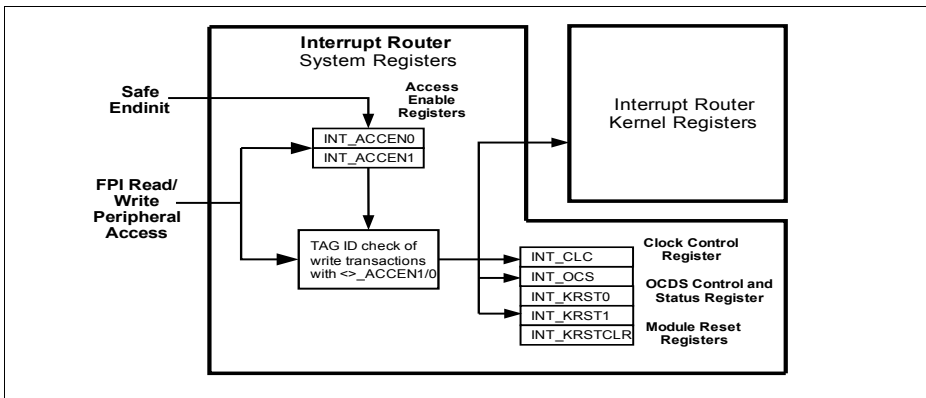 Interrupt Router
System Registers
Safe
Endinit
Access
Enable
Registers
INT_ACCEN0
INT_ACCEN1
Interrupt Router
Kernel Registers
FPI Read/
Write
Peripheral
Access
TAG ID check of
write transactions
with <>_ACCEN1/0
Clock Control
Register
INT_CLC
INT_OCS
INT_KRST0
INT_KRST1
INT_KRSTCLR
OCDS Control and
Status Register
Module Reset
Registers